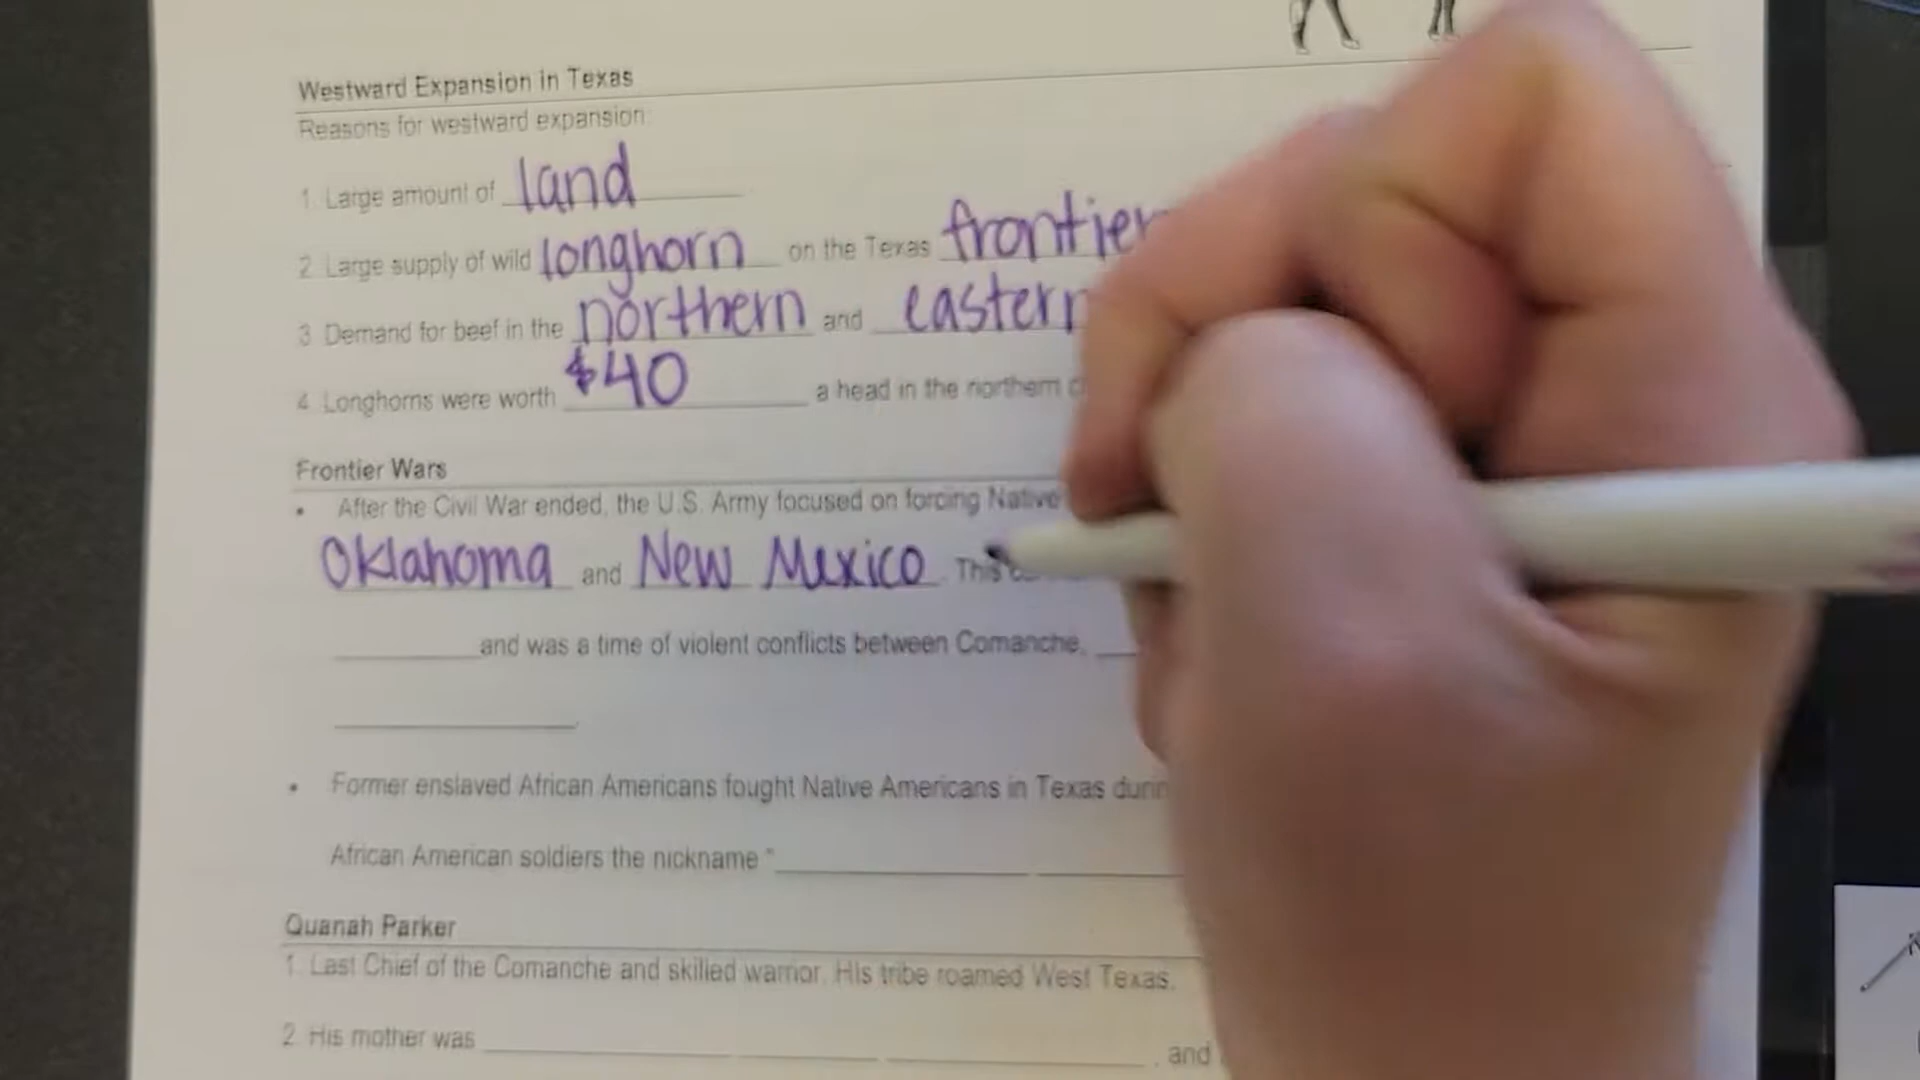 Westward Expansion in Texas
Reasons for westward expansion:
1. Large amount of land
2. Large supply of wild longhorn on the Texas frontier
3. Demand for beef in the northern and eastern
4. Longhorns were worth $40 a head in the northern
Frontier Wars
• After the Civil War ended, the U.S. Army focused on forcing Native
Oklahoma and New Mexico. This
and was a time of violent conflicts between Comanche,
• Former enslaved African Americans fought Native Americans in Texas
African American soldiers the nickname "
Quanah Parker
1. Last Chief of the Comanche and skilled warrior. His tribe roamed West Texas.
2. His mother was , and